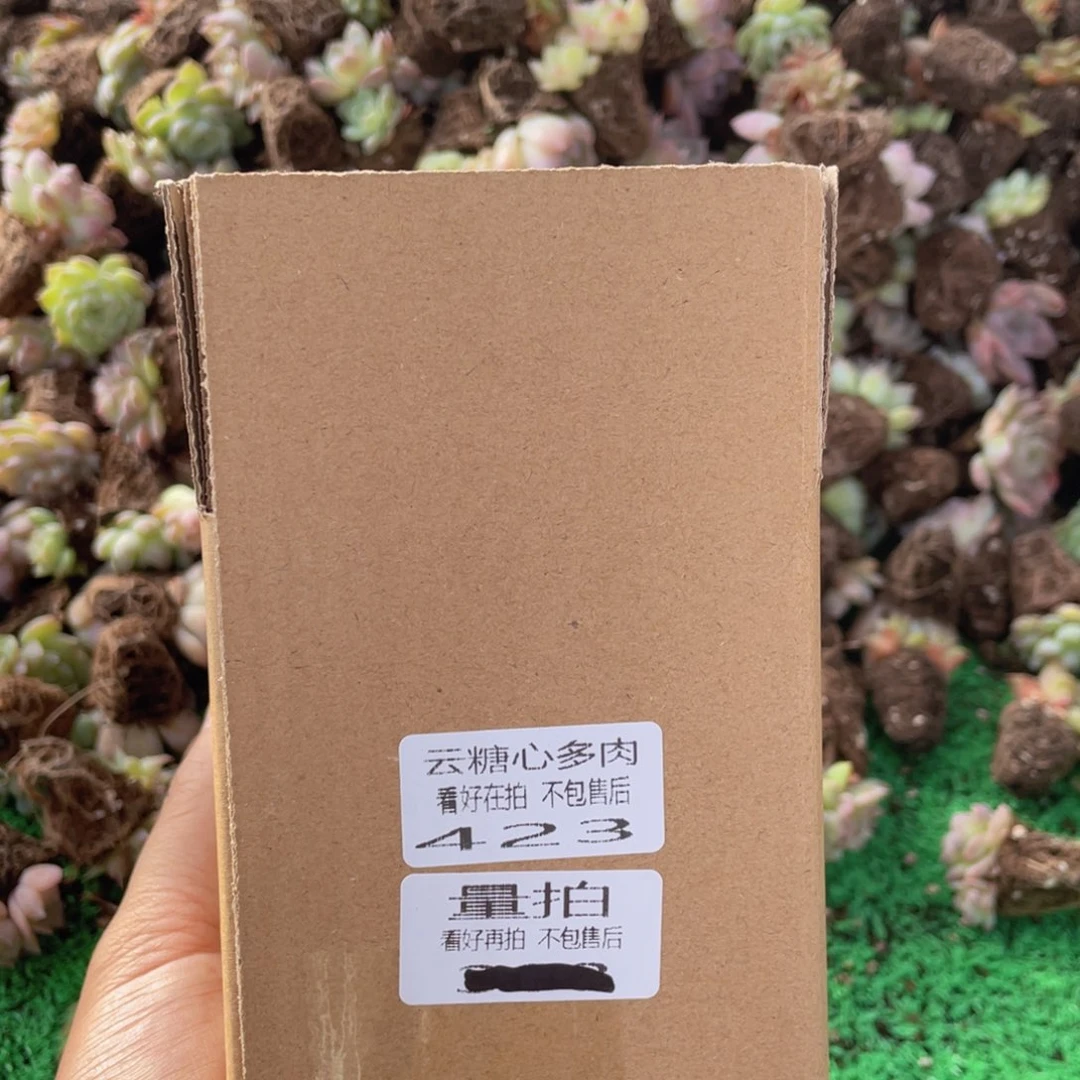 云糖心多肉
看好在拍 不包售后
423
量拍
看好再拍 不包售后